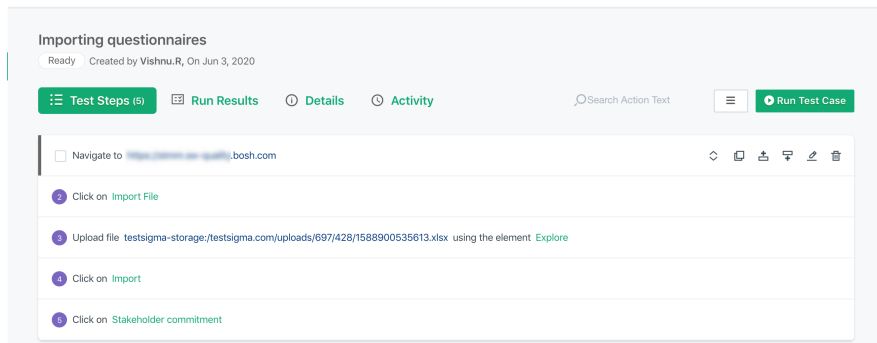 Importing questionnaires
Ready Created by Vishnu.R, On Jun 3, 2020
Test Steps (5) Run Results Details Activity Search Action Text Run Test Case
Navigate to .bosh.com
2 Click on Import File
3 Upload file testsigma-storage:/testsigma.com/uploads/697/428/1588900535613.xlsx using the element Explore
4 Click on Import
5 Click on Stakeholder commitment